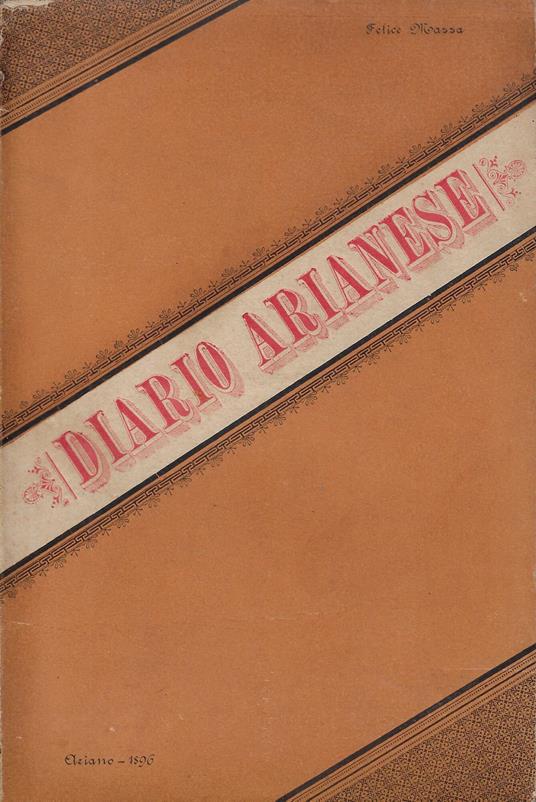 Felice Massa
DIARIO ARIANESE
Ariano - 1896